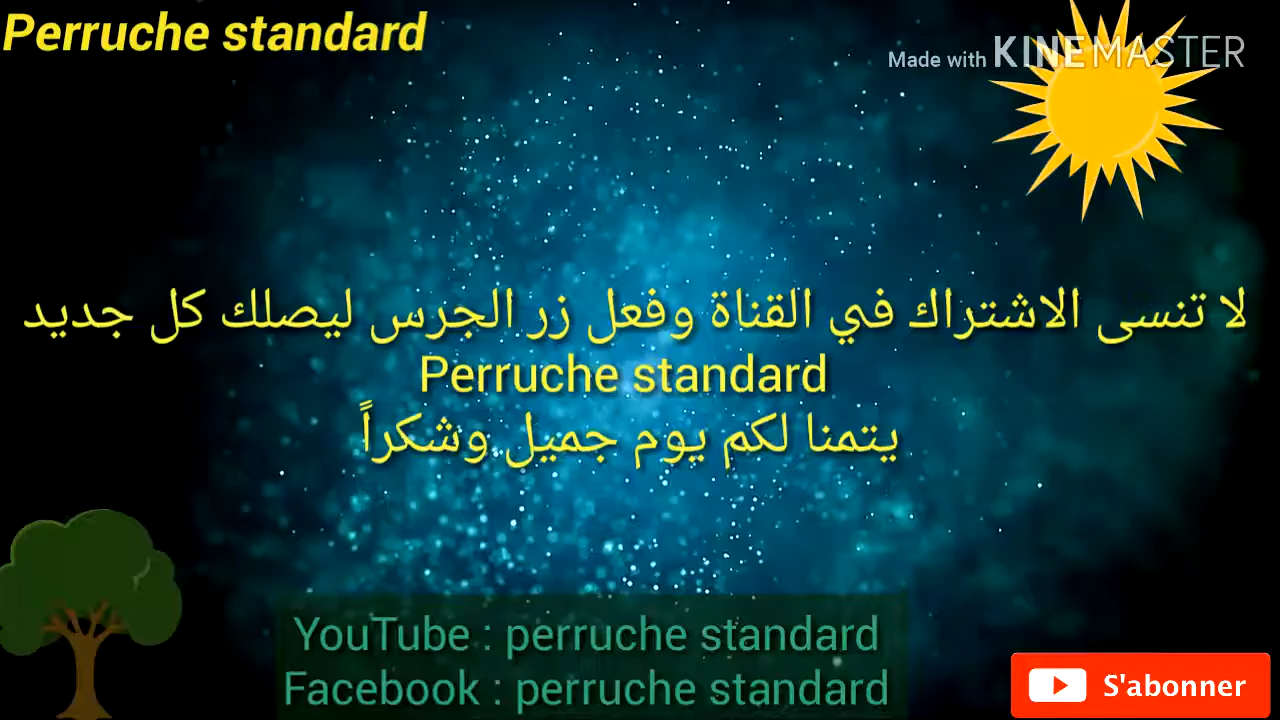 Perruche standard
Made with KINEMASTER
لا تنسى الاشتراك في القناة وفعل زر الجرس ليصلك كل جديد
Perruche standard
يتمنا لكم يوم جميل وشكراً
YouTube : perruche standard
Facebook : perruche standard
S'abonner